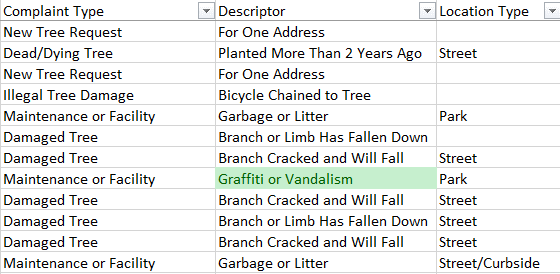 Complaint Type Descriptor Location Type
New Tree Request For One Address
Dead/Dying Tree Planted More Than 2 Years Ago Street
New Tree Request For One Address
Illegal Tree Damage Bicycle Chained to Tree
Maintenance or Facility Garbage or Litter Park
Damaged Tree Branch or Limb Has Fallen Down
Damaged Tree Branch Cracked and Will Fall Street
Maintenance or Facility Graffiti or Vandalism Park
Damaged Tree Branch Cracked and Will Fall Street
Damaged Tree Branch or Limb Has Fallen Down Street
Damaged Tree Branch Cracked and Will Fall Street
Maintenance or Facility Garbage or Litter Street/Curbside